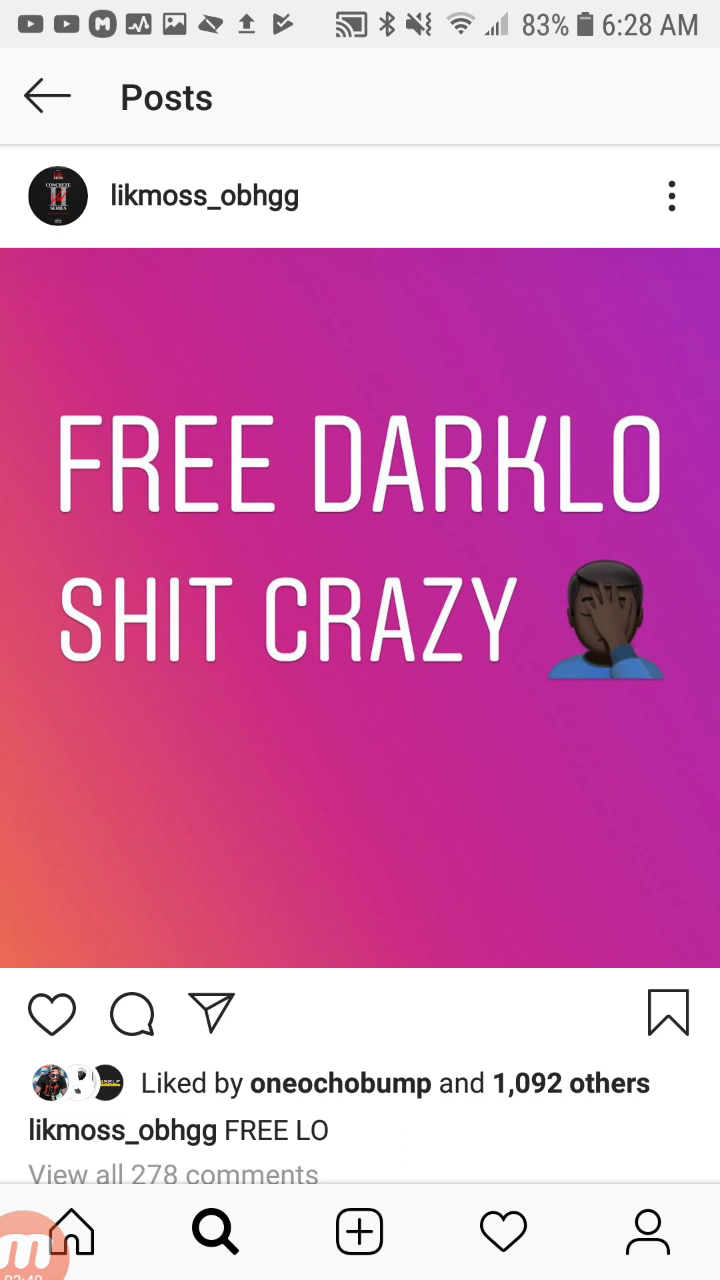 83% 6:28 AM
Posts
likmoss_obhgg
FREE DARKLO
SHIT CRAZY
Liked by oneochobump and 1,092 others
likmoss_obhgg FREE LO
View all 278 comments